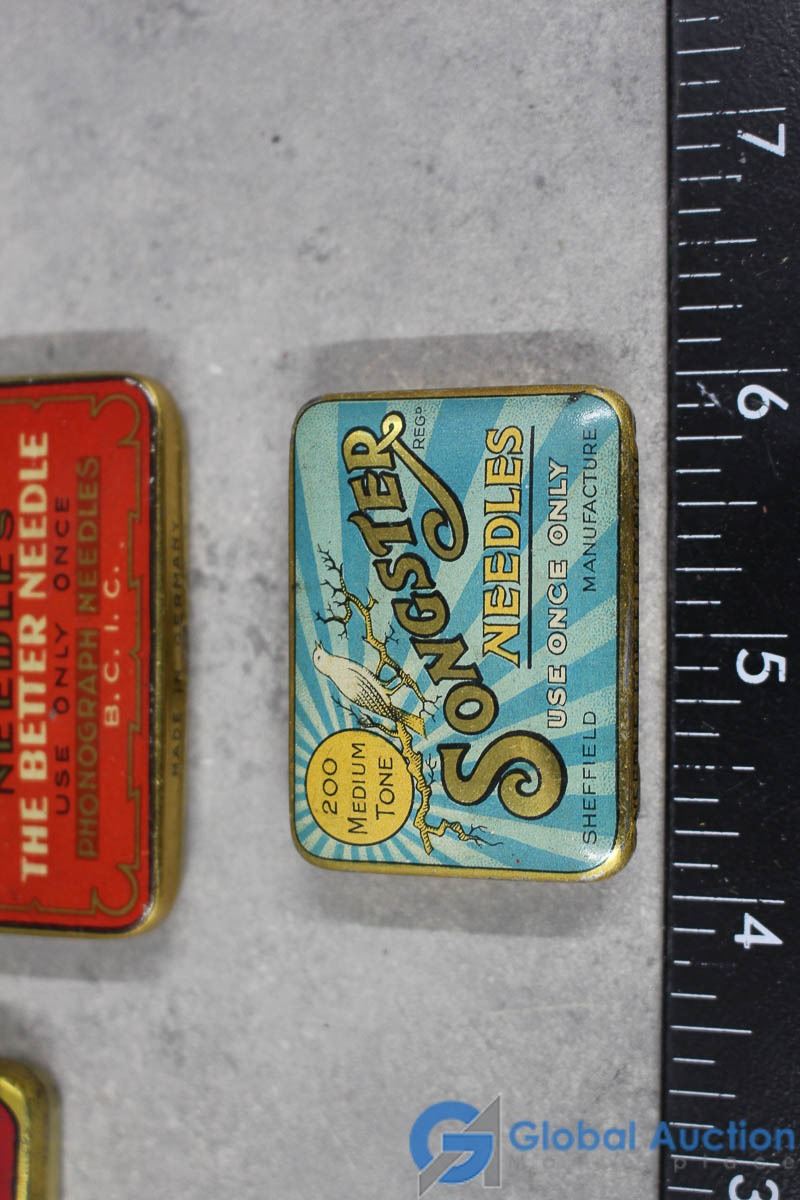 NEEDLES
THE BETTER NEEDLE
USE ONLY ONCE
PHONOGRAPH NEEDLES
B. C. I. C.
MADE IN GERMANY
200
MEDIUM
TONE
SONGSTER
REGD
NEEDLES
USE ONCE ONLY
SHEFFIELD MANUFACTURE
7
6
5
4
3
Global Auction
Marketplace